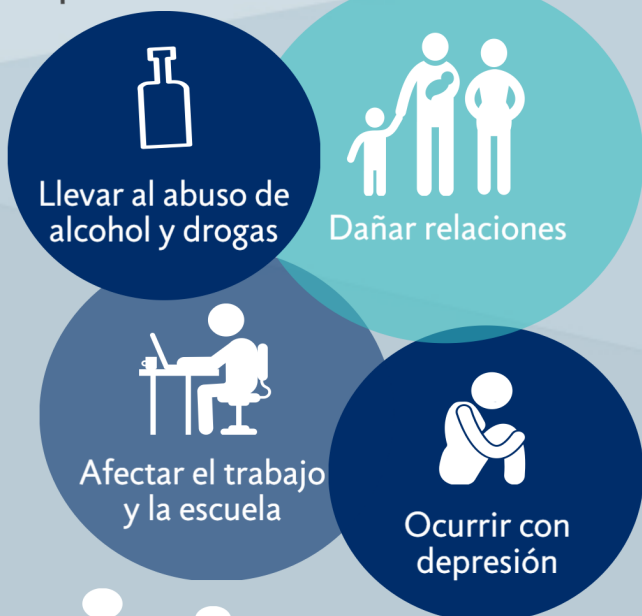 Llevar al abuso de
alcohol y drogas
Dañar relaciones
Afectar el trabajo
y la escuela
Ocurrir con
depresión